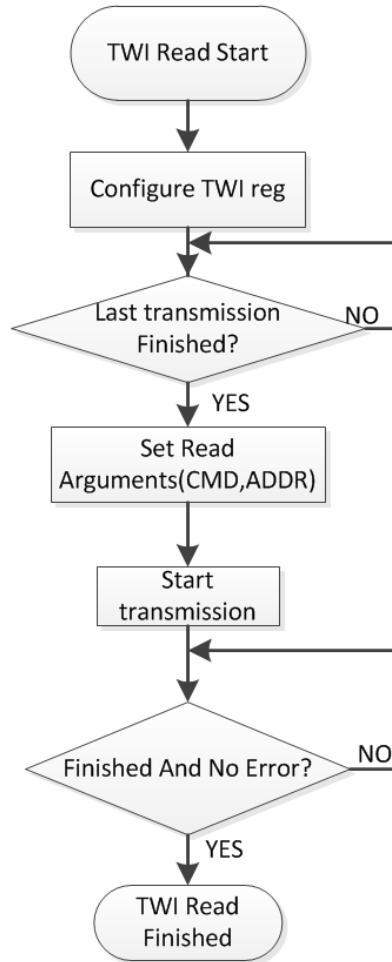 TWI Read Start
Configure TWI reg
Last transmission
Finished?
NO
YES
Set Read
Arguments(CMD,ADDR)
Start
transmission
Finished And No Error?
NO
YES
TWI Read
Finished